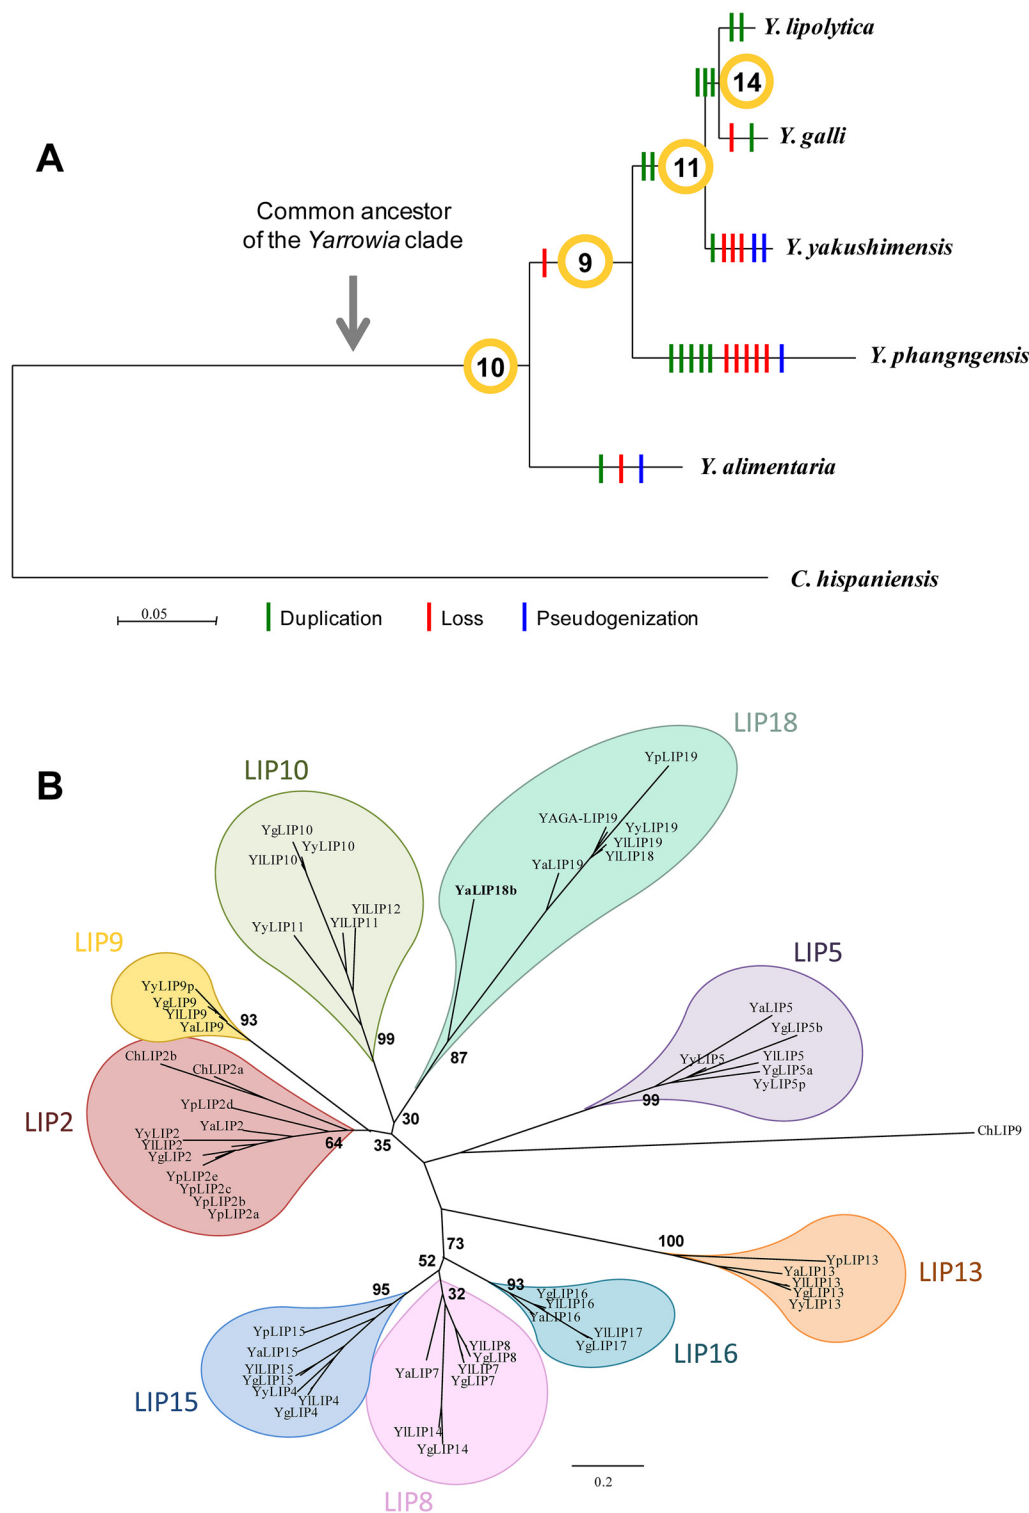 Y. lipolytica
14
Y. galli
A
11
Common ancestor
of the Yarrowia clade
Y. yakushimensis
9
Y. phangngensis
10
Y. alimentaria
C. hispaniensis
0.05
Duplication
Loss
Pseudogenization
B
LIP18
YpLIP19
YAGA-LIP19
YyLIP19
YlLIP19
YlLIP18
YaLIP19
YaLIP18b
87
LIP10
YgLIP10
YyLIP10
YlLIP10
YlLIP12
YlLIP11
YyLIP11
99
LIP9
YyLIP9p
YgLIP9
YlLIP9
YaLIP9
93
LIP5
YaLIP5
YgLIP5b
YyLIP5
YlLIP5
YgLIP5a
YyLIP5p
99
ChLIP9
LIP2
ChLIP2b
ChLIP2a
YpLIP2d
YaLIP2
YyLIP2
YlLIP2
YgLIP2
YpLIP2e
YpLIP2c
YpLIP2b
YpLIP2a
64
35
30
73
52
100
LIP13
YpLIP13
YaLIP13
YlLIP13
YgLIP13
YyLIP13
93
YgLIP16
YlLIP16
YaLIP16
YlLIP17
YgLIP17
LIP16
95
YpLIP15
YaLIP15
YlLIP15
YgLIP15
YyLIP4
YlLIP4
YgLIP4
LIP15
32
YlLIP8
YgLIP8
YlLIP7
YgLIP7
YaLIP7
YlLIP14
YgLIP14
LIP8
0.2